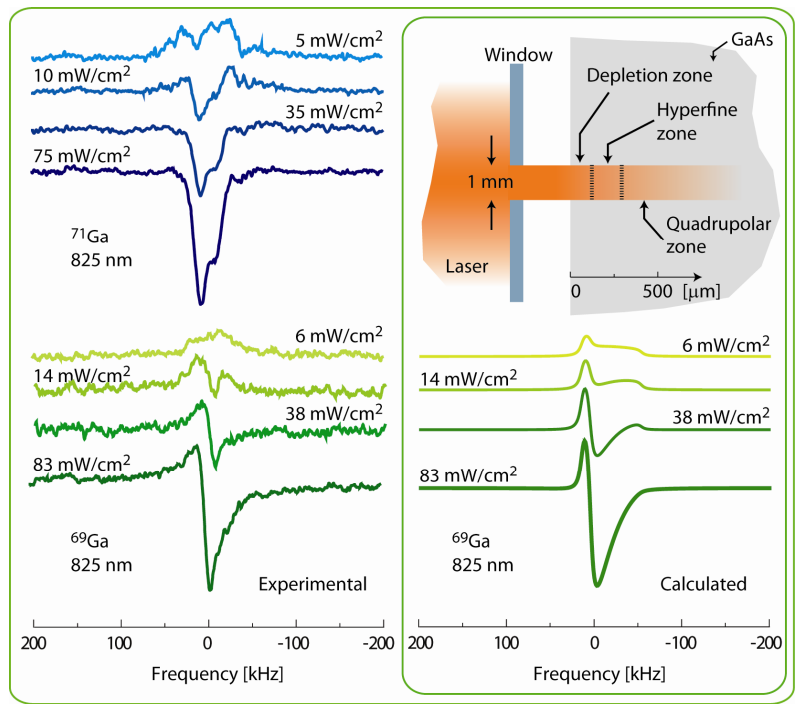 5 mW/cm²
10 mW/cm²
35 mW/cm²
75 mW/cm²
⁷¹Ga
825 nm
6 mW/cm²
14 mW/cm²
38 mW/cm²
83 mW/cm²
⁶⁹Ga
825 nm
Experimental
200 100 0 -100 -200
Frequency [kHz]
GaAs
Window
Depletion zone
Hyperfine
zone
1 mm
Quadrupolar
zone
Laser
0 500 [μm]
6 mW/cm²
14 mW/cm²
38 mW/cm²
83 mW/cm²
⁶⁹Ga
825 nm
Calculated
200 100 0 -100 -200
Frequency [kHz]